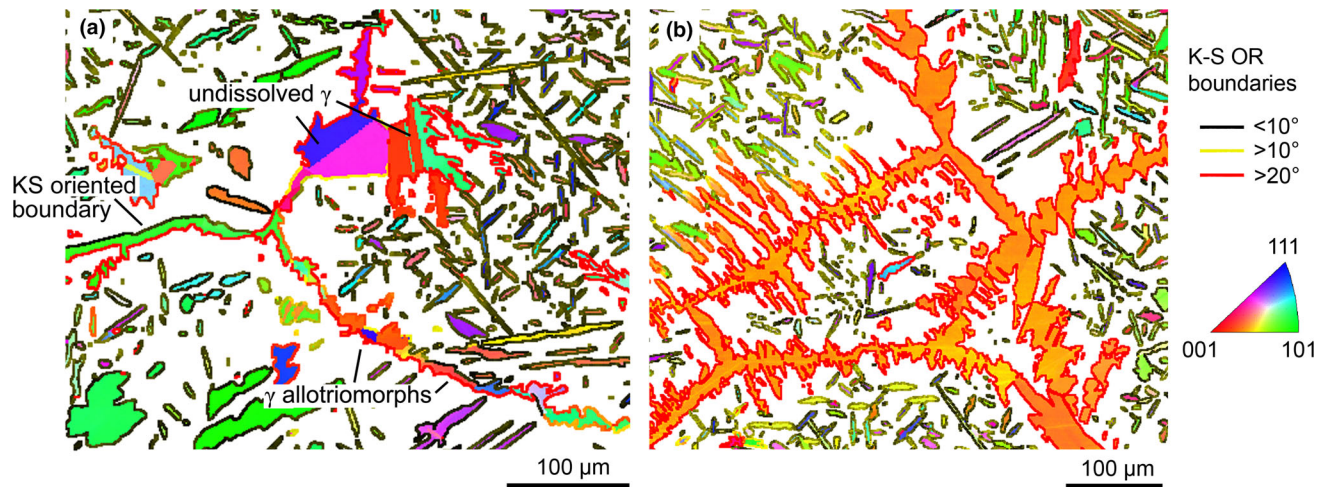 (a)
undissolved γ
KS oriented
boundary
γ allotriomorphs
100 µm
(b)
100 µm
K-S OR
boundaries
<10°
>10°
>20°
111
001
101